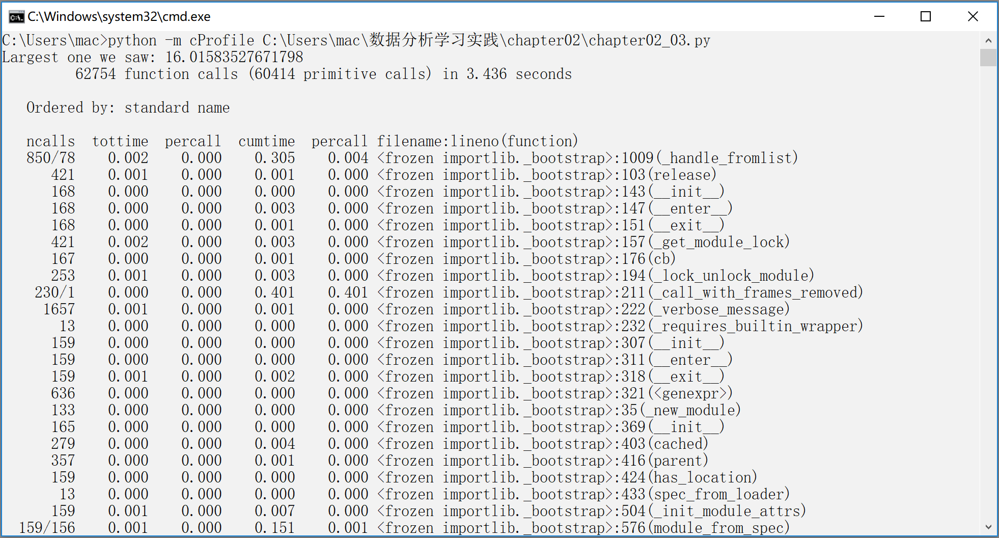 C:\Windows\system32\cmd.exe
C:\Users\mac>python -m cProfile C:\Users\mac\数据分析学习实践\chapter02\chapter02_03.py
Largest one we saw: 16.01583527671798
         62754 function calls (60414 primitive calls) in 3.436 seconds
   Ordered by: standard name
   ncalls  tottime  percall  cumtime  percall filename:lineno(function)
   850/78    0.002    0.000    0.305    0.004 <frozen importlib._bootstrap>:1009(_handle_fromlist)
      421    0.001    0.000    0.001    0.000 <frozen importlib._bootstrap>:103(release)
      168    0.000    0.000    0.000    0.000 <frozen importlib._bootstrap>:143(__init__)
      168    0.000    0.000    0.003    0.000 <frozen importlib._bootstrap>:147(__enter__)
      168    0.000    0.000    0.001    0.000 <frozen importlib._bootstrap>:151(__exit__)
      421    0.002    0.000    0.003    0.000 <frozen importlib._bootstrap>:157(_get_module_lock)
      167    0.000    0.000    0.001    0.000 <frozen importlib._bootstrap>:176(cb)
      253    0.001    0.000    0.003    0.000 <frozen importlib._bootstrap>:194(_lock_unlock_module)
    230/1    0.000    0.000    0.401    0.401 <frozen importlib._bootstrap>:211(_call_with_frames_removed)
     1657    0.001    0.000    0.001    0.000 <frozen importlib._bootstrap>:222(_verbose_message)
       13    0.000    0.000    0.000    0.000 <frozen importlib._bootstrap>:232(_requires_builtin_wrapper)
      159    0.000    0.000    0.000    0.000 <frozen importlib._bootstrap>:307(__init__)
      159    0.000    0.000    0.000    0.000 <frozen importlib._bootstrap>:311(__enter__)
      159    0.001    0.000    0.002    0.000 <frozen importlib._bootstrap>:318(__exit__)
      636    0.000    0.000    0.000    0.000 <frozen importlib._bootstrap>:321(<genexpr>)
      133    0.000    0.000    0.000    0.000 <frozen importlib._bootstrap>:35(_new_module)
      165    0.000    0.000    0.000    0.000 <frozen importlib._bootstrap>:369(__init__)
      279    0.000    0.000    0.004    0.000 <frozen importlib._bootstrap>:403(cached)
      357    0.000    0.000    0.001    0.000 <frozen importlib._bootstrap>:416(parent)
      159    0.000    0.000    0.000    0.000 <frozen importlib._bootstrap>:424(has_location)
       13    0.000    0.000    0.000    0.000 <frozen importlib._bootstrap>:433(spec_from_loader)
      159    0.001    0.000    0.007    0.000 <frozen importlib._bootstrap>:504(_init_module_attrs)
  159/156    0.001    0.000    0.151    0.001 <frozen importlib._bootstrap>:576(module_from_spec)